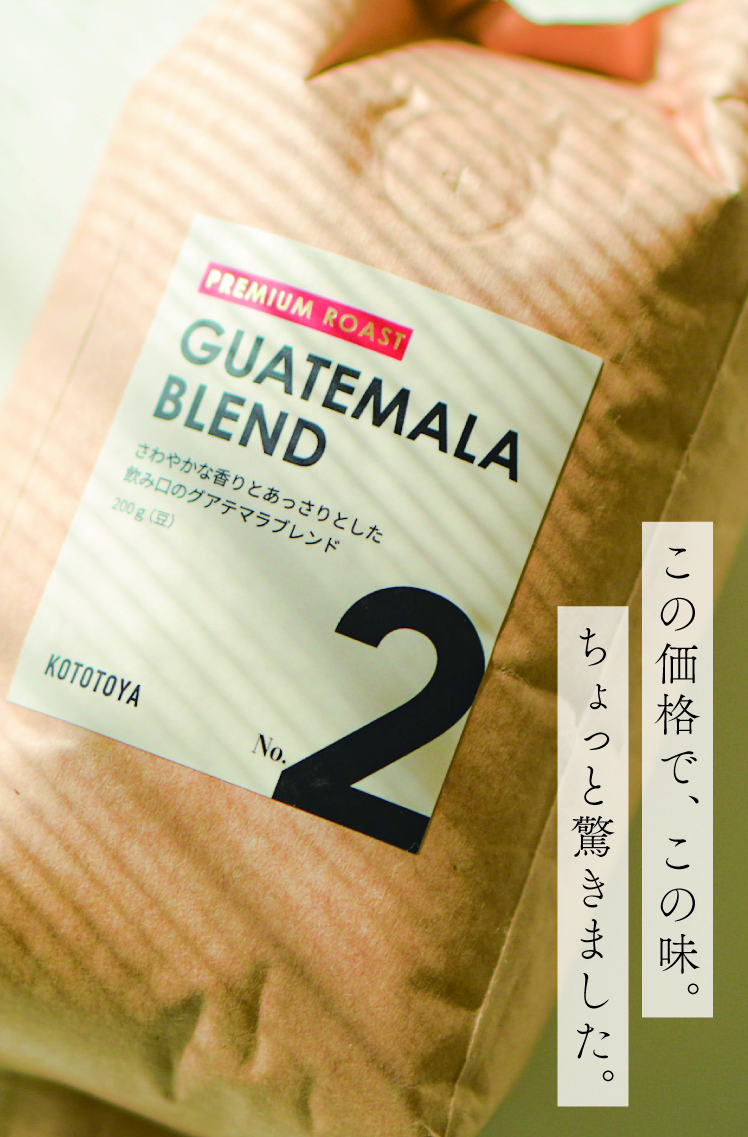 PREMIUM ROAST
GUATEMALA
BLEND
さわやかな香りとあっさりとした
飲み口のグアテマラブレンド
200g（豆）
KOTOTOYA
No.2
この価格で、この味。
ちょっと驚きました。